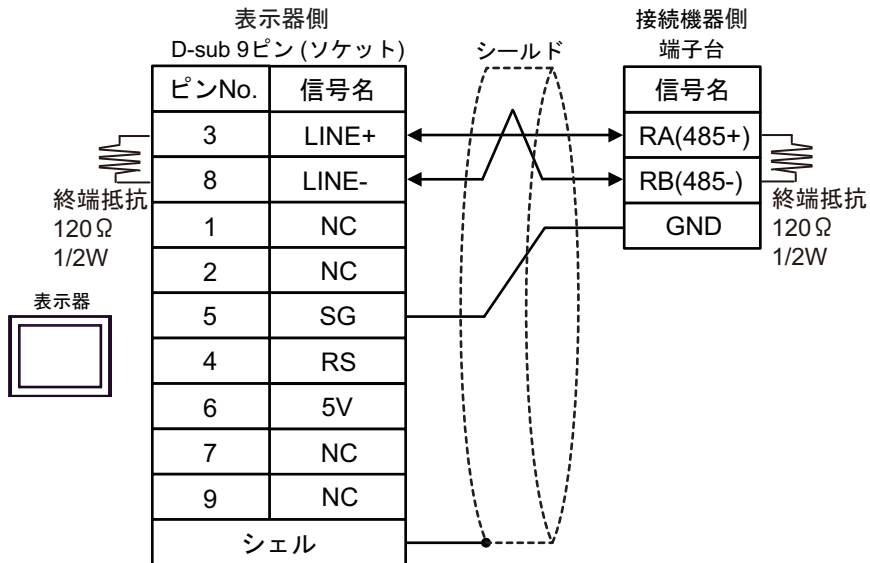 表示器側
D-sub 9ピン (ソケット)
シールド
接続機器側
端子台
ピンNo. 信号名
信号名
3 LINE+
RA(485+)
8 LINE-
RB(485-)
終端抵抗
120Ω
1/2W
終端抵抗
120Ω
1/2W
1 NC
GND
2 NC
表示器
5 SG
4 RS
6 5V
7 NC
9 NC
シェル